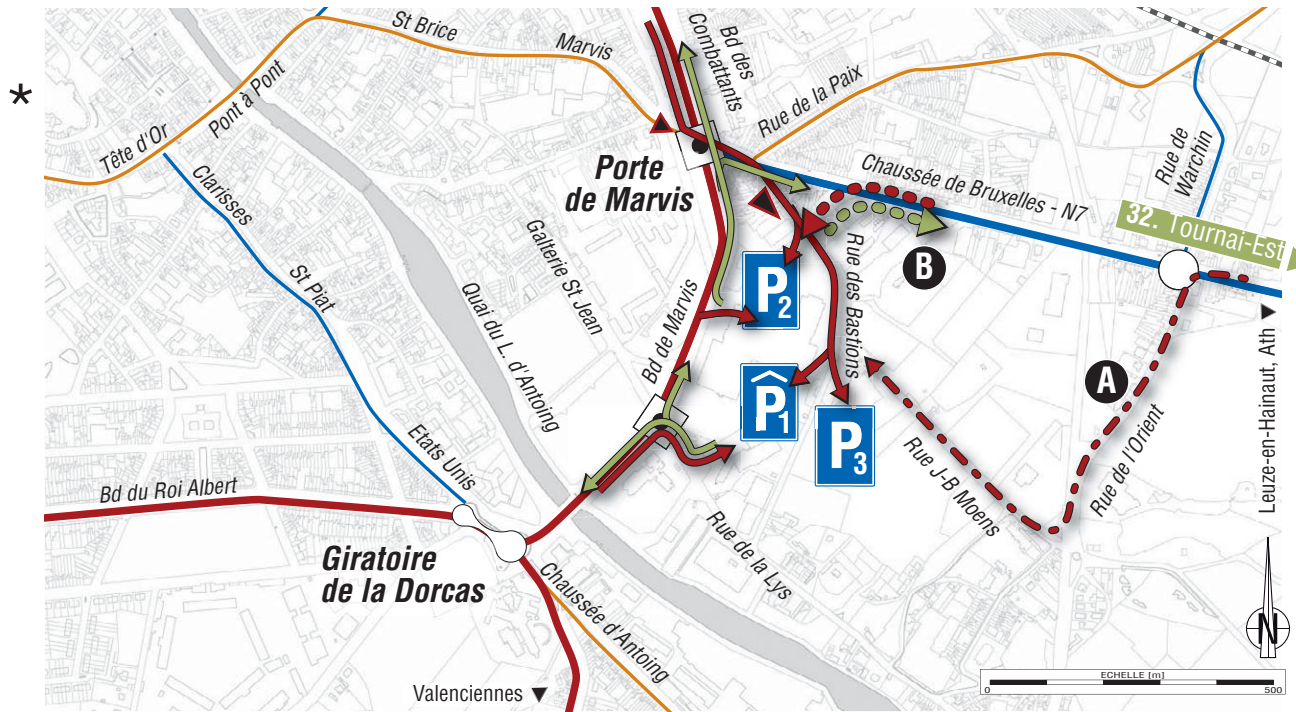 *
St Brice
Marvis
Bd des
Combattants
Rue de la Paix
Tête d'Or
Pont à Pont
Clarisses
Porte
de Marvis
Chaussée de Bruxelles - N7
Rue de
Warchin
32. Tournai-Est
B
Galterie St Jean
St Piat
Quai du L. d'Antoing
Bd de Marvis
P2
Rue des Bastions
Leuze-en-Hainaut, Ath
A
P1
P3
Rue J-B Moens
Rue de l'Orient
Etats Unis
Bd du Roi Albert
Rue de la Lys
Giratoire
de la Dorcas
Chaussée d'Antoing
Valenciennes
N
ECHELLE [m]
0 500